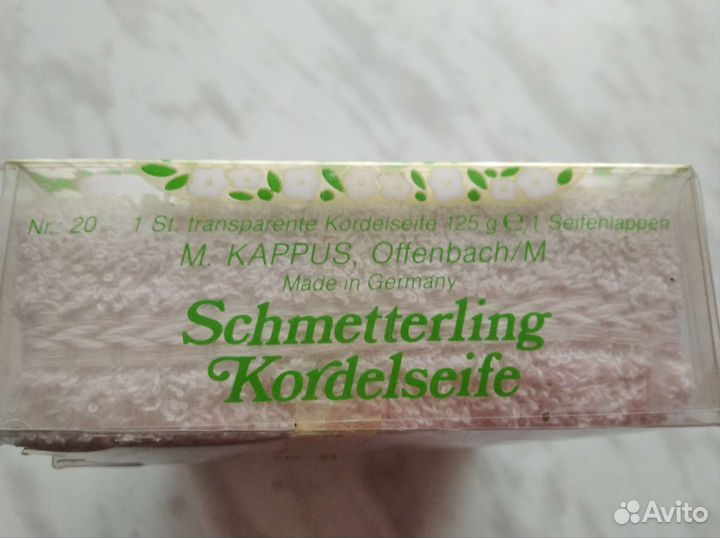 Nr.: 20 1 St. transparente Kordelseife 125 g ℮/1 Seifenlappen
M. KAPPUS, Offenbach/M
Made in Germany
Schmetterling
Kordelseife
Avito